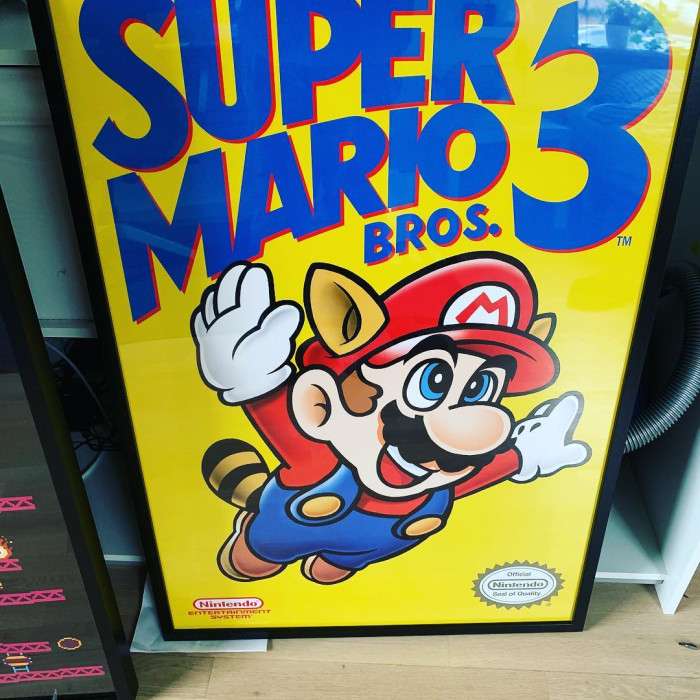 SUPER
MARIO
BROS.
3
TM
M
Nintendo
ENTERTAINMENT
SYSTEM
Official
Nintendo
Seal of Quality